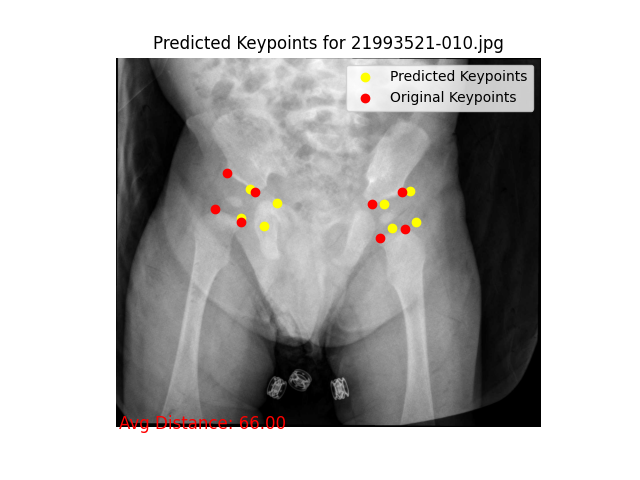 Predicted Keypoints for 21993521-010.jpg
Predicted Keypoints
Original Keypoints
Avg Distance: 66.00